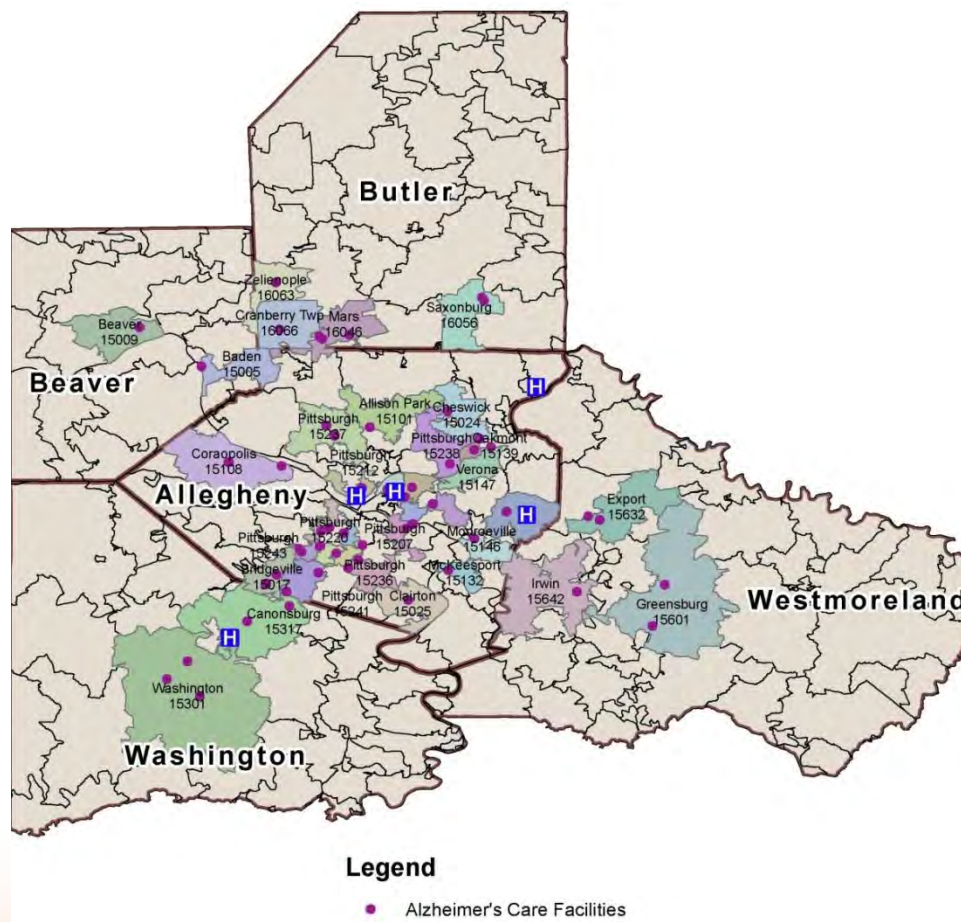 Butler
Zelienople
16063
Cranberry Twp
16066
Mars
16046
Saxonburg
16056
Beaver
15009
Baden
15005
Beaver
Allison Park
15101
Cheswick
15024
Pittsburgh
15237
Pittsburgh
15238
Oakmont
15139
Coraopolis
15108
Pittsburgh
15212
Verona
15147
Allegheny
H
H
H
H
Export
15632
Pittsburgh
15220
Pittsburgh
15207
Monroeville
15146
Pittsburgh
15243
Bridgeville
15017
Pittsburgh
15236
McKeesport
15132
Irwin
15642
Pittsburgh
15241
Clairton
15025
Greensburg
15601
Westmoreland
Canonsburg
15317
H
Washington
15301
Washington
Legend
Alzheimer's Care Facilities